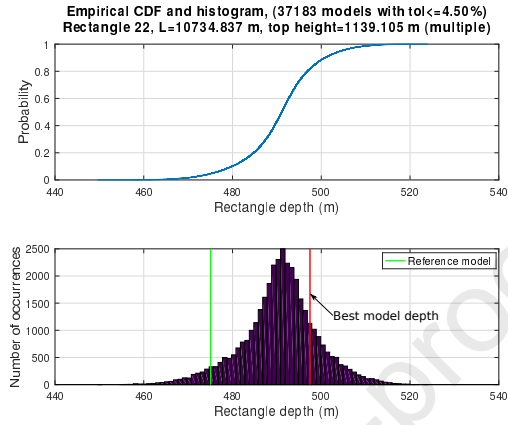 Empirical CDF and histogram, (37183 models with tol<=4.50%)
Rectangle 22, L=10734.837 m, top height=1139.105 m (multiple)
1
0.8
0.6
0.4
0.2
0
Probability
440 460 480 500 520 540
Rectangle depth (m)
2500
2000
1500
1000
500
0
Number of occurrences
Reference model
Best model depth
440 460 480 500 520 540
Rectangle depth (m)